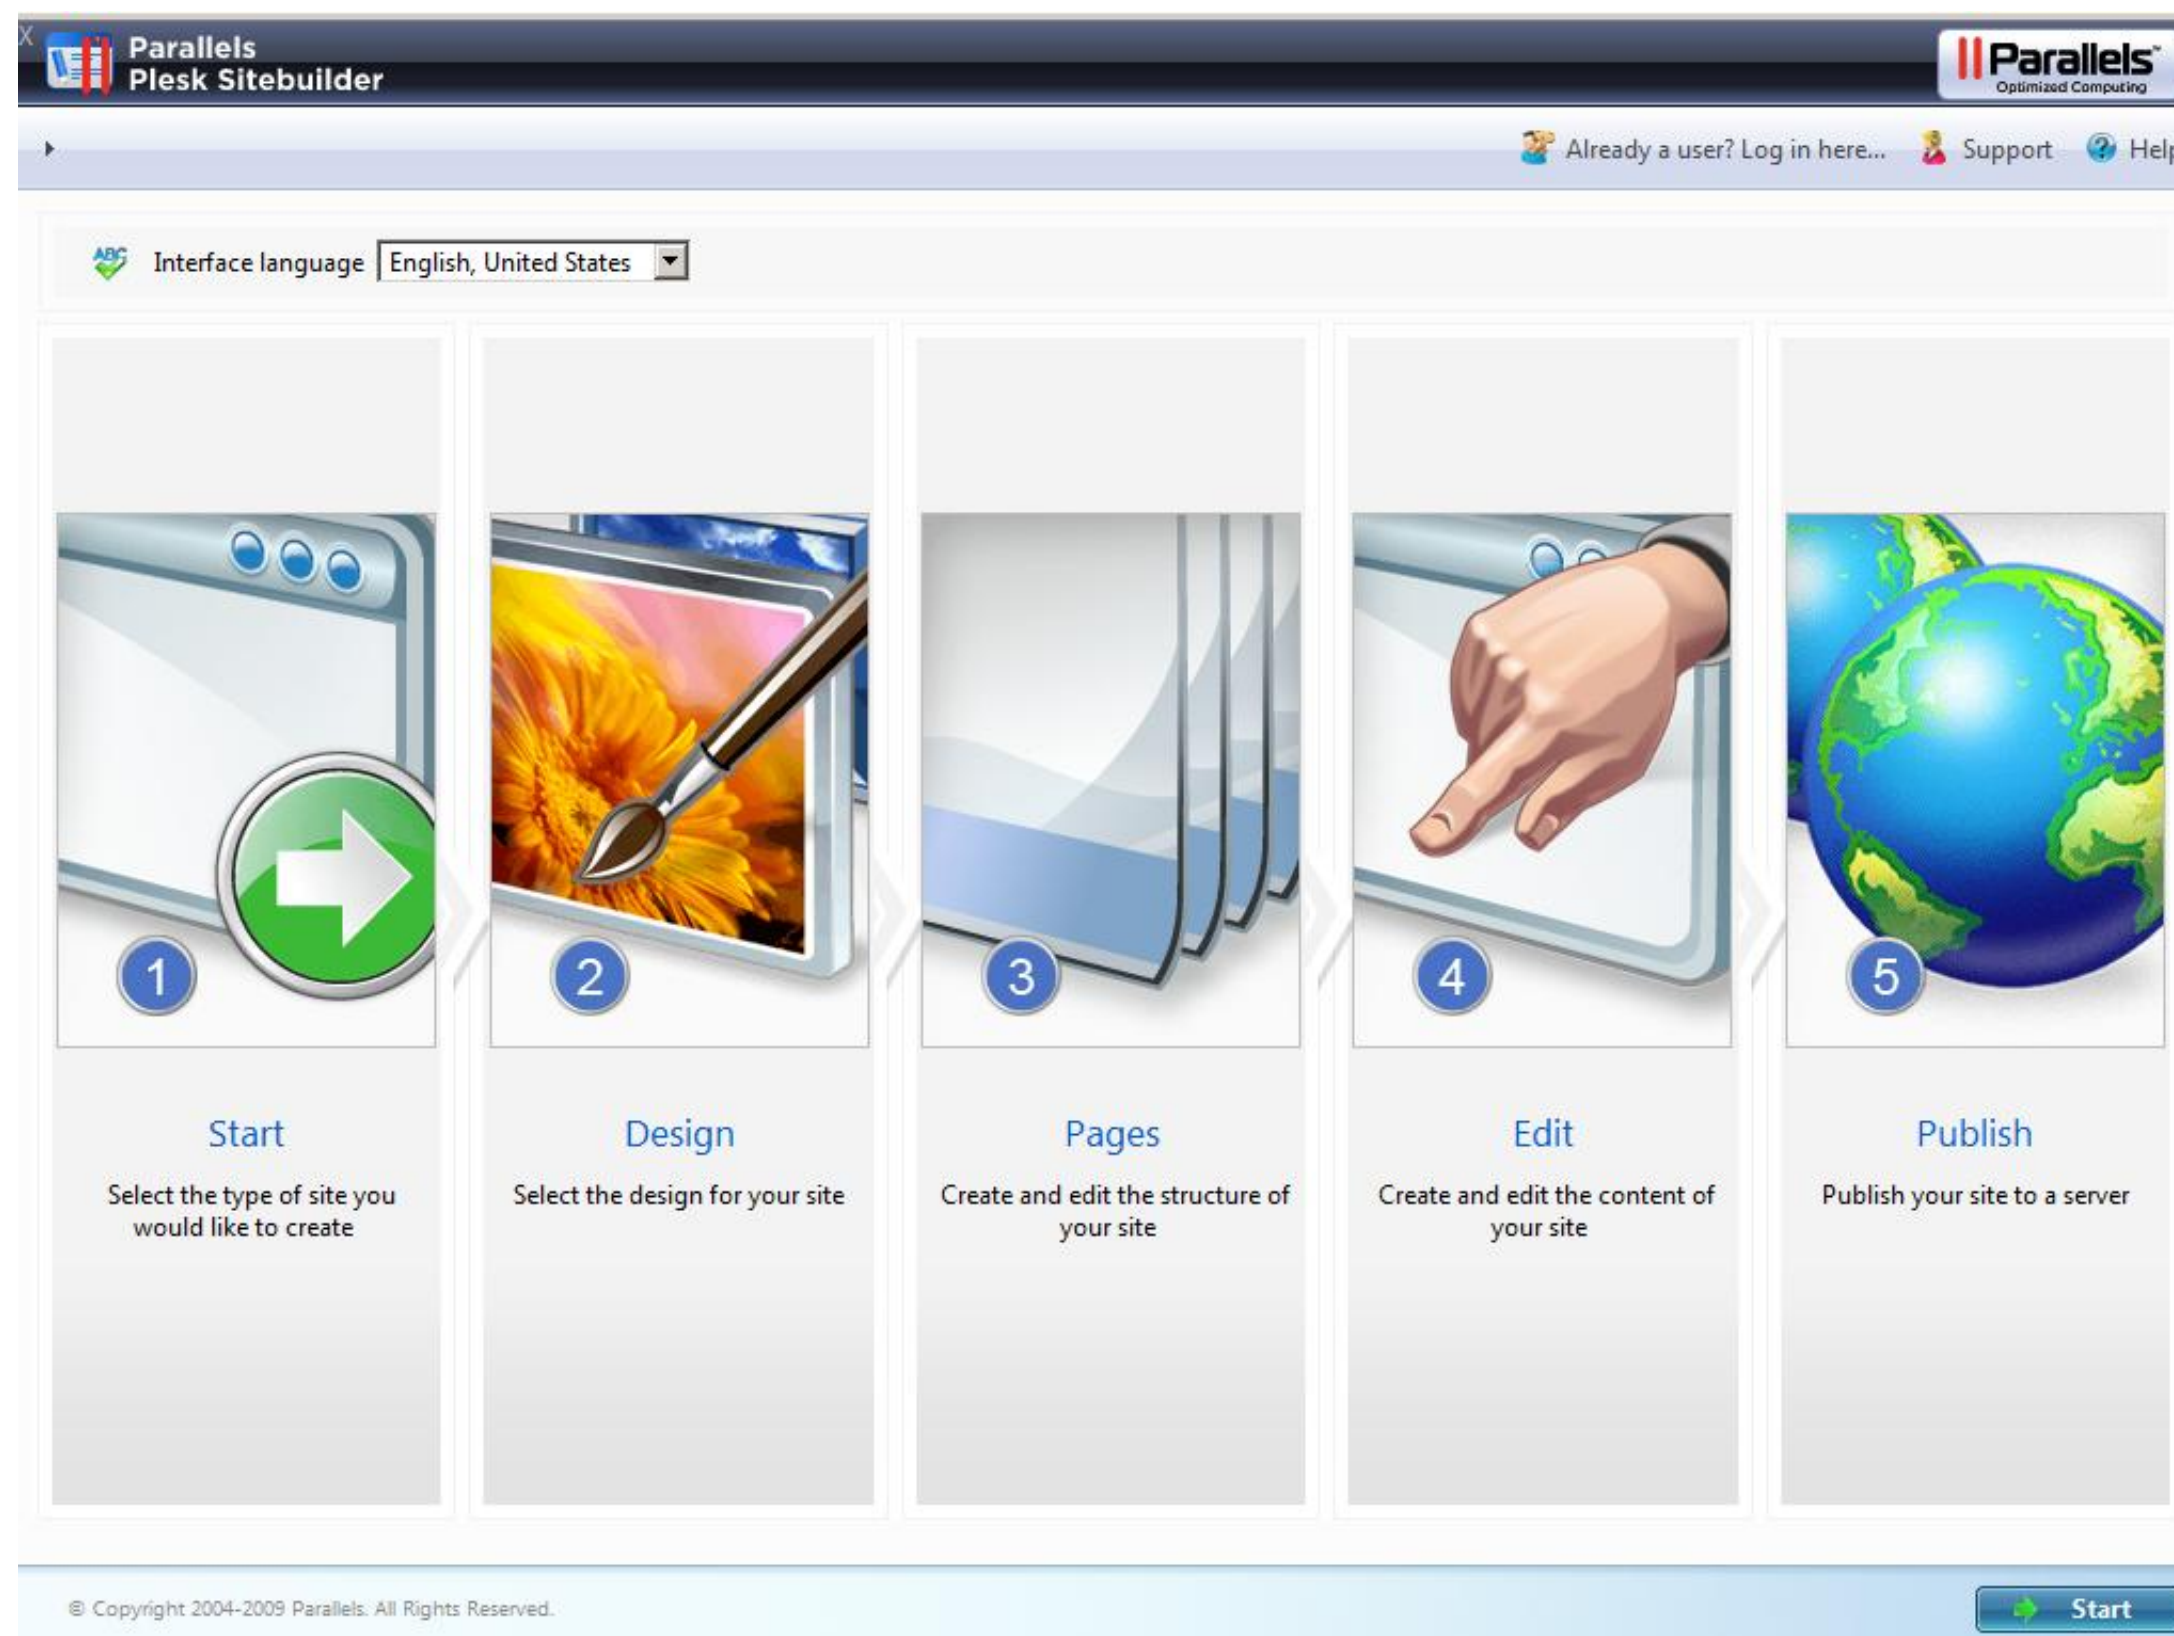 X
Parallels
Plesk Sitebuilder
Parallels™
Optimized Computing
Already a user? Log in here... Support Help
ABC Interface language English, United States
1 2 3 4 5
Start Design Pages Edit Publish
Select the type of site you would like to create
Select the design for your site
Create and edit the structure of your site
Create and edit the content of your site
Publish your site to a server
© Copyright 2004-2009 Parallels. All Rights Reserved.
Start